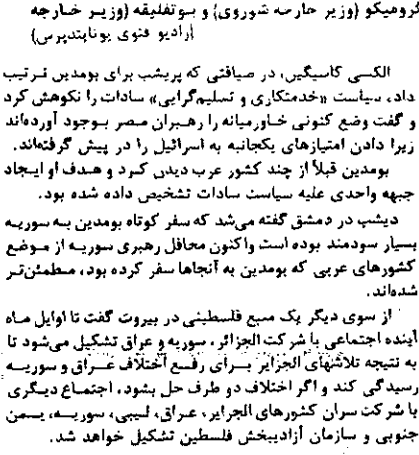 گرومیکو (وزیر خارجه شوروی) و بوتفلیقه (وزیر خارجه
(رادیو فتوی یونایتدپرس)
الکسی کاسیگین، در ضیافتی که پریشب برای بومدین ترتیب
داد، سیاست «خدمتکاری و تسلیم‌گرایی» سادات را نکوهش کرد
و گفت وضع کنونی خاورمیانه را رهبران مصر بوجود آورده‌اند
زیرا دادن امتیازهای یکجانبه به اسرائیل را در پیش گرفته‌اند.
بومدین قبلاً از چند کشور عرب دیدن کرد و هدف او ایجاد
جبهه واحدی علیه سیاست سادات تشخیص داده شده بود.
دیشب در دمشق گفته می‌شد که سفر کوتاه بومدین به سوریه
بسیار سودمند بوده است واکنون محافل رهبری سوریه از موضع
کشورهای عربی که بومدین به آنجاها سفر کرده بود، مطمئن‌تر
شده‌اند.
از سوی دیگر یک منبع فلسطینی در بیروت گفت تا اوایل ماه
آینده اجتماعی با شرکت الجزائر، سوریه و عراق تشکیل می‌شود تا
به نتیجه تلاشهای الجزایر برای رفع اختلاف عراق و سوریه
رسیدگی کند و اگر اختلاف دو طرف حل بشود، اجتماع دیگری
با شرکت سران کشورهای الجزایر، عراق، لیبی، سوریه، یمن
جنوبی و سازمان آزادیبخش فلسطین تشکیل خواهد شد.